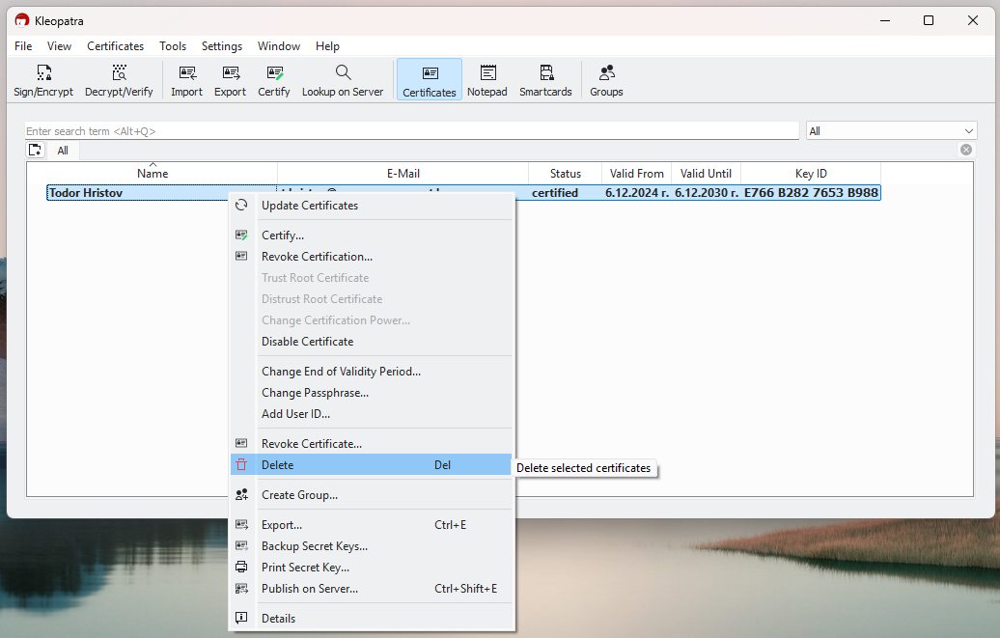 Kleopatra
File View Certificates Tools Settings Window Help
Sign/Encrypt Decrypt/Verify Import Export Certify Lookup on Server Certificates Notepad Smartcards Groups
Enter search term <Alt+Q> All
All
Name E-Mail Status Valid From Valid Until Key ID
Todor Hristov certified 6.12.2024 г. 6.12.2030 г. E766 B282 7653 B988
Update Certificates
Certify...
Revoke Certification...
Trust Root Certificate
Distrust Root Certificate
Change Certification Power...
Disable Certificate
Change End of Validity Period...
Change Passphrase...
Add User ID...
Revoke Certificate...
Delete Del
Delete selected certificates
Create Group...
Export... Ctrl+E
Backup Secret Keys...
Print Secret Key...
Publish on Server... Ctrl+Shift+E
Details